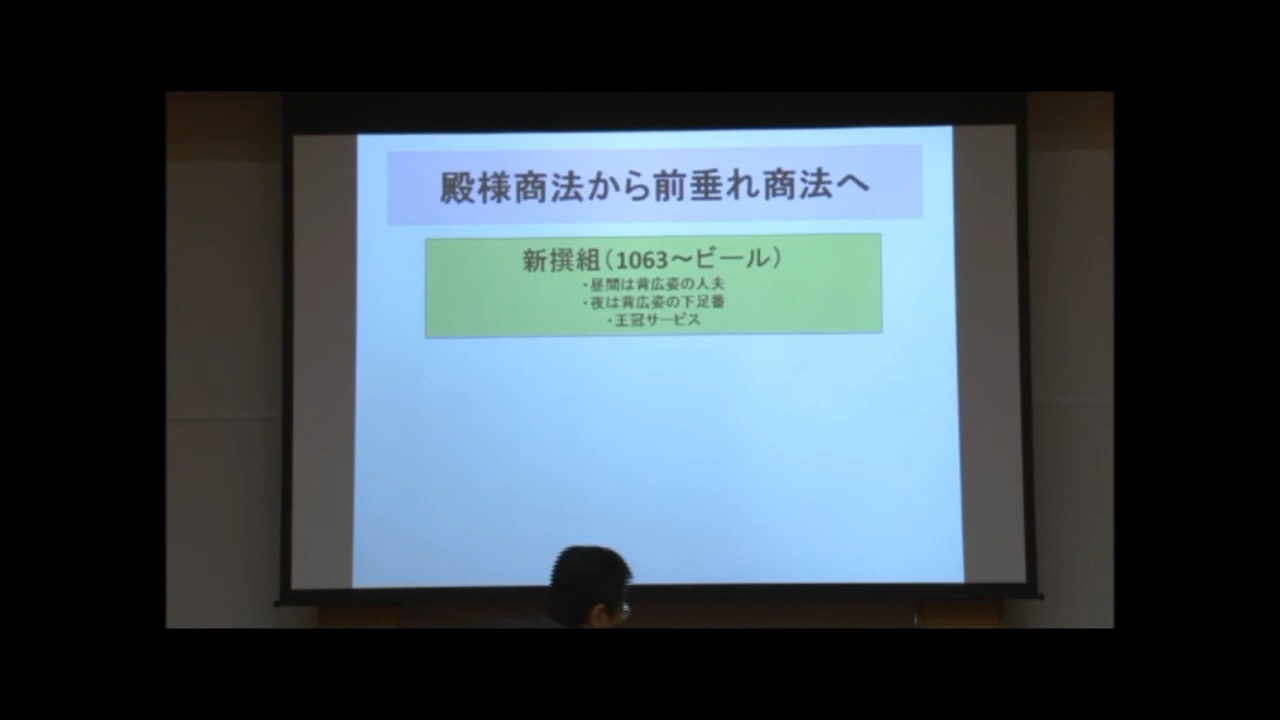 殿様商法から前垂れ商法へ
新撰組(1063～ビール)
・昼間は背広姿の人夫
・夜は背広姿の下足番
・王冠サービス